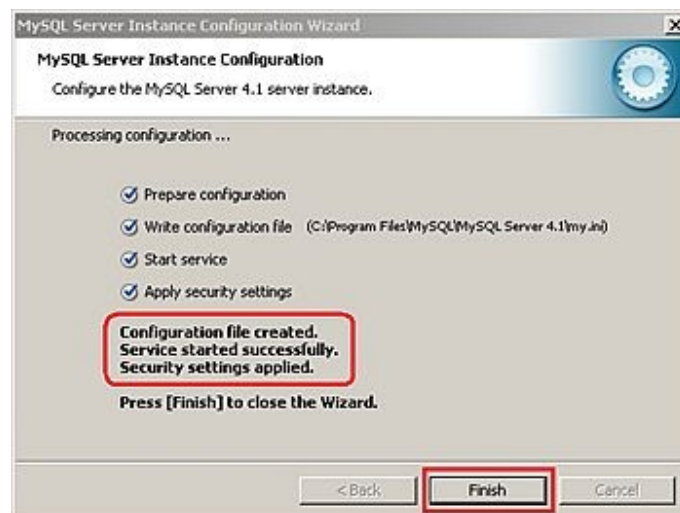 MySQL Server Instance Configuration Wizard
MySQL Server Instance Configuration
Configure the MySQL Server 4.1 server instance.
Processing configuration ...
Prepare configuration
Write configuration file (C:\Program Files\MySQL\MySQL Server 4.1\my.ini)
Start service
Apply security settings
Configuration file created.
Service started successfully.
Security settings applied.
Press [Finish] to close the Wizard.
< Back
Finish
Cancel